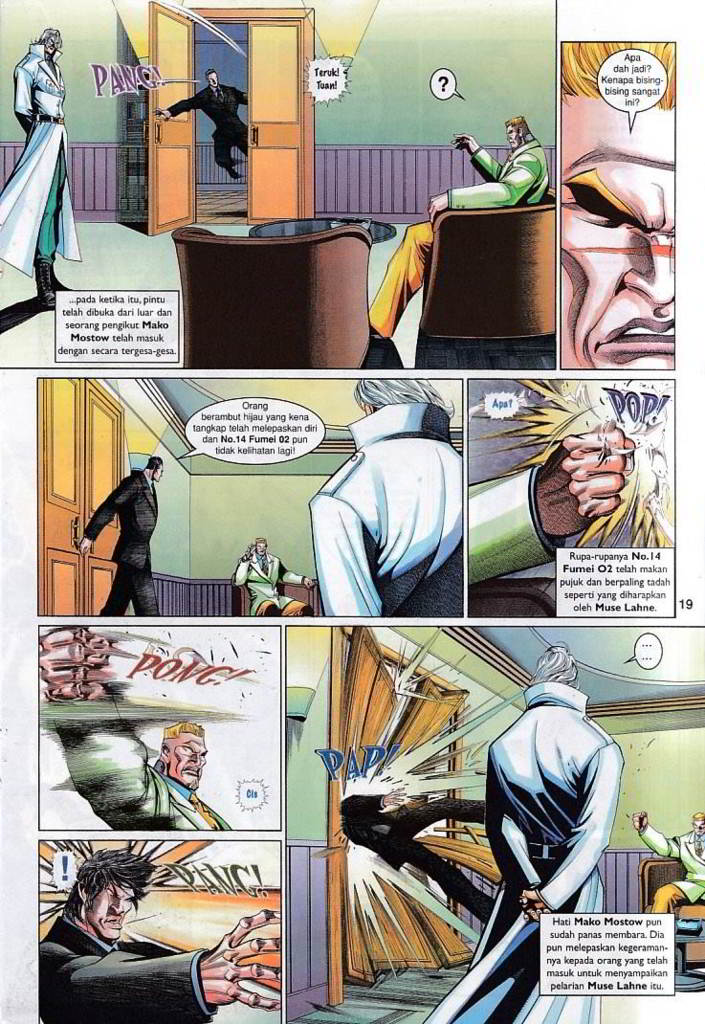 PANG!
Teruk!
Tuan!
?
...pada ketika itu, pintu
telah dibuka dari luar dan
seorang pengikut Mako
Mostow telah masuk
dengan secara tergesa-gesa.
Apa
dah jadi?
Kenapa bising-
bising sangat
ini?
Orang
berambut hijau yang kena
tangkap telah melepaskan diri
dan No.14 Fumei 02 pun
tidak kelihatan lagi!
Apa?
POP!
Rupa-rupanya No.14
Fumei O2 telah makan
pujuk dan berpaling tadah
seperti yang diharapkan
oleh Muse Lahne.
19
PONG!
Cis
!
PANG!
PAP!
...
...
Hati Mako Mostow pun
sudah panas membara. Dia
pun melepaskan kegeraman-
nya kepada orang yang telah
masuk untuk menyampaikan
pelarian Muse Lahne itu.